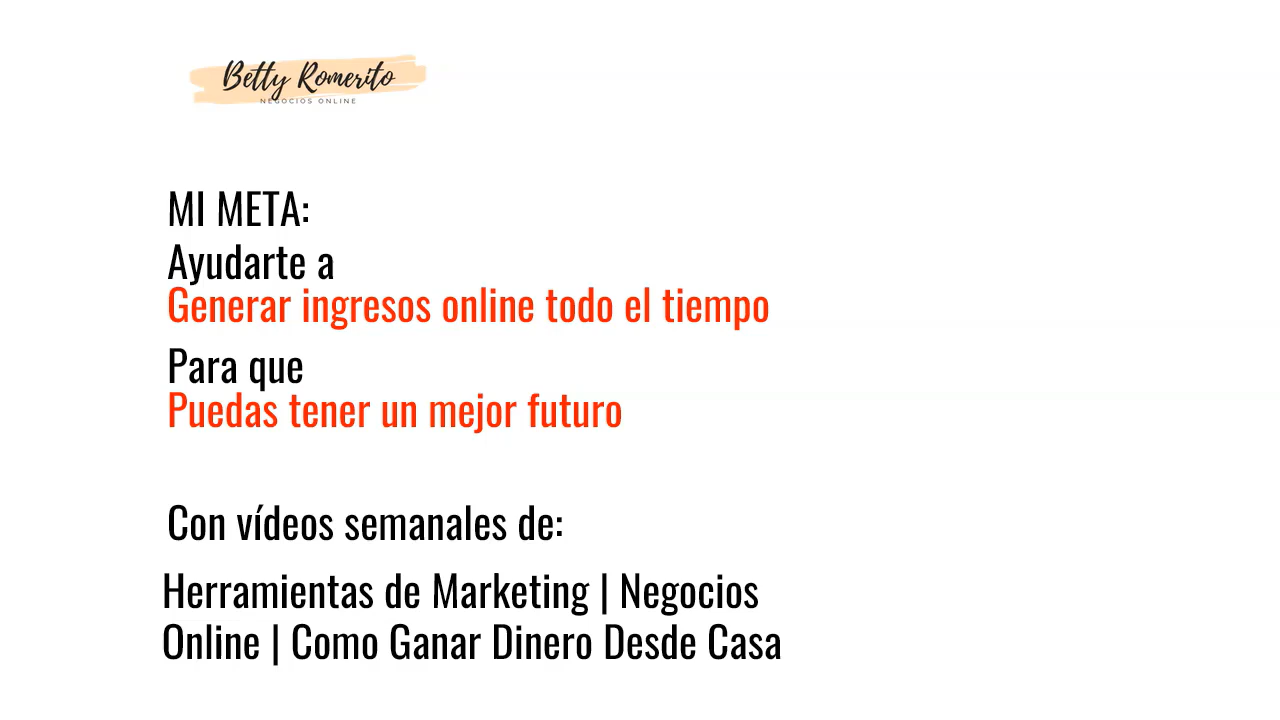 Betty Romerito
NEGOCIOS ONLINE
MI META:
Ayudarte a
Generar ingresos online todo el tiempo
Para que
Puedas tener un mejor futuro
Con vídeos semanales de:
Herramientas de Marketing | Negocios
Online | Como Ganar Dinero Desde Casa